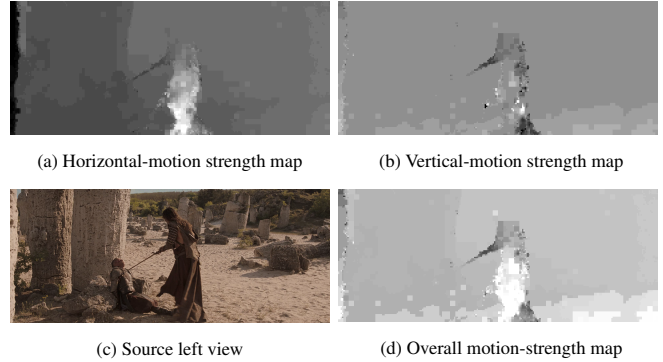 (a) Horizontal-motion strength map
(b) Vertical-motion strength map
(c) Source left view
(d) Overall motion-strength map